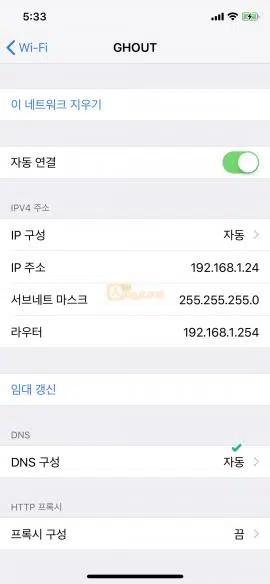 5:33
Wi-Fi
GHOUT
이 네트워크 지우기
자동 연결
IPV4 주소
IP 구성 자동
IP 주소 192.168.1.24
서브네트 마스크 255.255.255.0
라우터 192.168.1.254
임대 갱신
DNS
DNS 구성 자동
HTTP 프록시
프록시 구성 끔